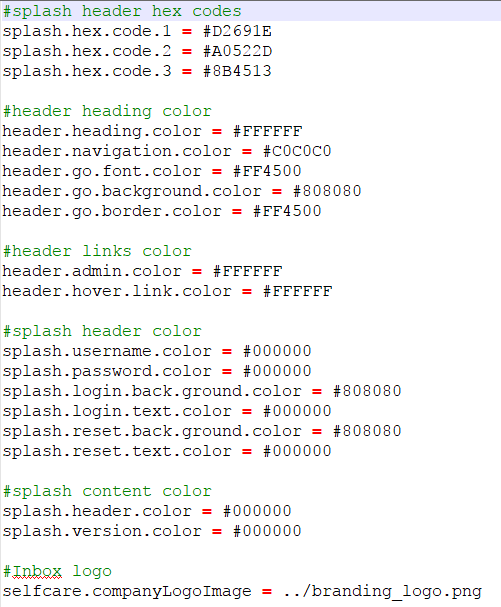 #splash header hex codes
splash.hex.code.1 = #D2691E
splash.hex.code.2 = #A0522D
splash.hex.code.3 = #8B4513
#header heading color
header.heading.color = #FFFFFF
header.navigation.color = #C0C0C0
header.go.font.color = #FF4500
header.go.background.color = #808080
header.go.border.color = #FF4500
#header links color
header.admin.color = #FFFFFF
header.hover.link.color = #FFFFFF
#splash header color
splash.username.color = #000000
splash.password.color = #000000
splash.login.back.ground.color = #808080
splash.login.text.color = #000000
splash.reset.back.ground.color = #808080
splash.reset.text.color = #000000
#splash content color
splash.header.color = #000000
splash.version.color = #000000
#Inbox logo
selfcare.companyLogoImage = ../branding_logo.png